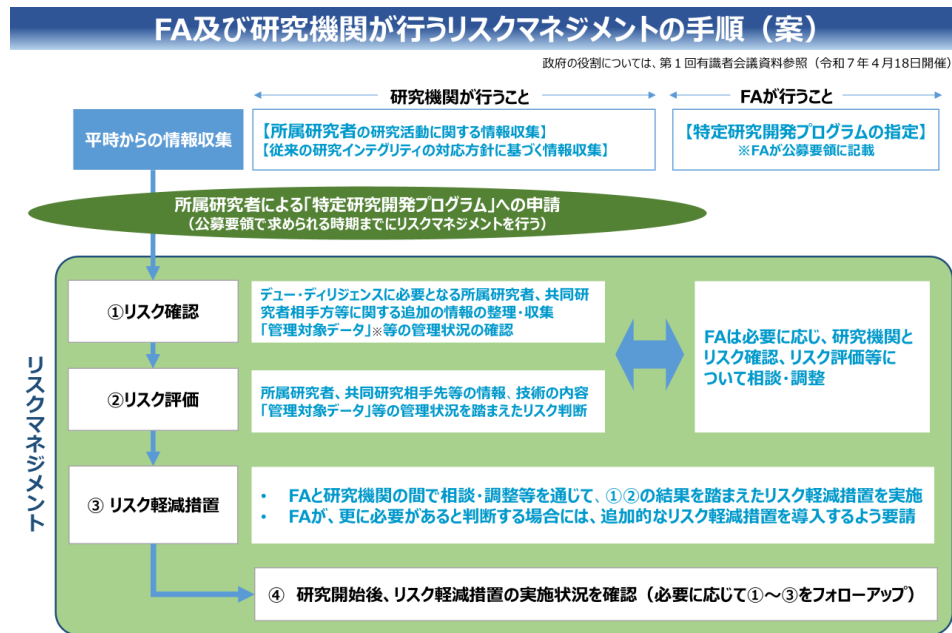 FA及び研究機関が行うリスクマネジメントの手順（案）
政府の役割については、第１回有識者会議資料参照（令和７年４月18日開催）
研究機関が行うこと
FAが行うこと
平時からの情報収集
【所属研究者の研究活動に関する情報収集】
【従来の研究インテグリティの対応方針に基づく情報収集】
【特定研究開発プログラムの指定】
※FAが公募要領に記載
所属研究者による「特定研究開発プログラム」への申請
（公募要領で求められる時期までにリスクマネジメントを行う）
リスクマネジメント
①リスク確認
デュー・ディリジェンスに必要となる所属研究者、共同研
究者相手方等に関する追加の情報の整理・収集
「管理対象データ」※等の管理状況の確認
FAは必要に応じ、研究機関と
リスク確認、リスク評価等に
ついて相談・調整
②リスク評価
所属研究者、共同研究相手先等の情報、技術の内容
「管理対象データ」等の管理状況を踏まえたリスク判断
③ リスク軽減措置
・ FAと研究機関の間で相談・調整等を通じて、①②の結果を踏まえたリスク軽減措置を実施
・ FAが、更に必要があると判断する場合には、追加的なリスク軽減措置を導入するよう要請
④ 研究開始後、リスク軽減措置の実施状況を確認（必要に応じて①～③をフォローアップ）